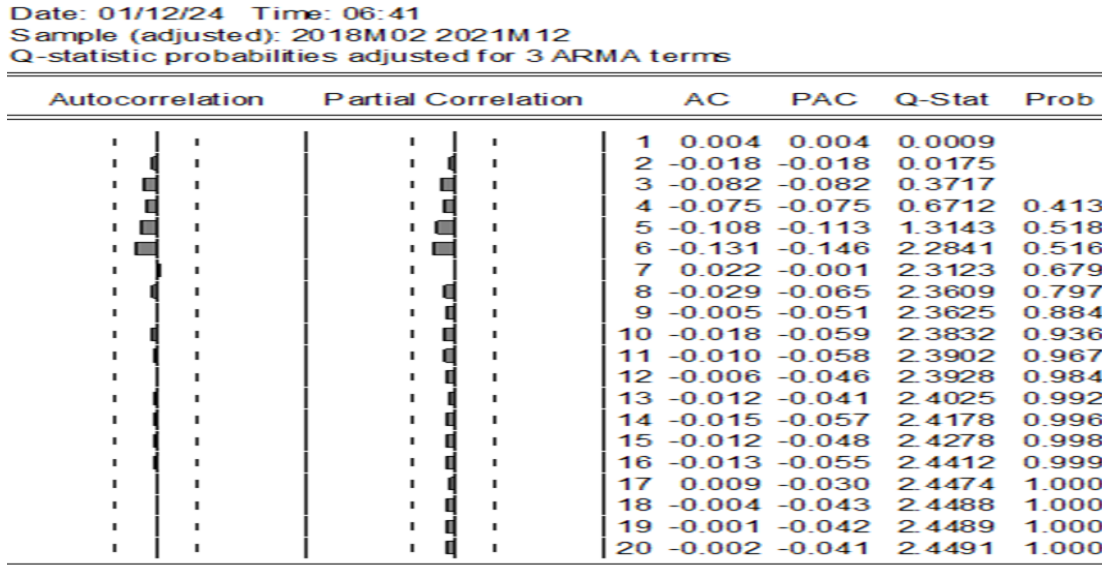 Date: 01/12/24 Time: 06:41
Sample (adjusted): 2018M02 2021M12
Q-statistic probabilities adjusted for 3 ARMA terms
Autocorrelation Partial Correlation AC PAC Q-Stat Prob
1 0.004 0.004 0.0009
2 -0.018 -0.018 0.0175
3 -0.082 -0.082 0.3717
4 -0.075 -0.075 0.6712 0.413
5 -0.108 -0.113 1.3143 0.518
6 -0.131 -0.146 2.2841 0.516
7 0.022 -0.001 2.3123 0.679
8 -0.029 -0.065 2.3609 0.797
9 -0.005 -0.051 2.3625 0.884
10 -0.018 -0.059 2.3832 0.936
11 -0.010 -0.058 2.3902 0.967
12 -0.006 -0.046 2.3928 0.984
13 -0.012 -0.041 2.4025 0.992
14 -0.015 -0.057 2.4178 0.996
15 -0.012 -0.048 2.4278 0.998
16 -0.013 -0.055 2.4412 0.999
17 0.009 -0.030 2.4474 1.000
18 -0.004 -0.043 2.4488 1.000
19 -0.001 -0.042 2.4489 1.000
20 -0.002 -0.041 2.4491 1.000